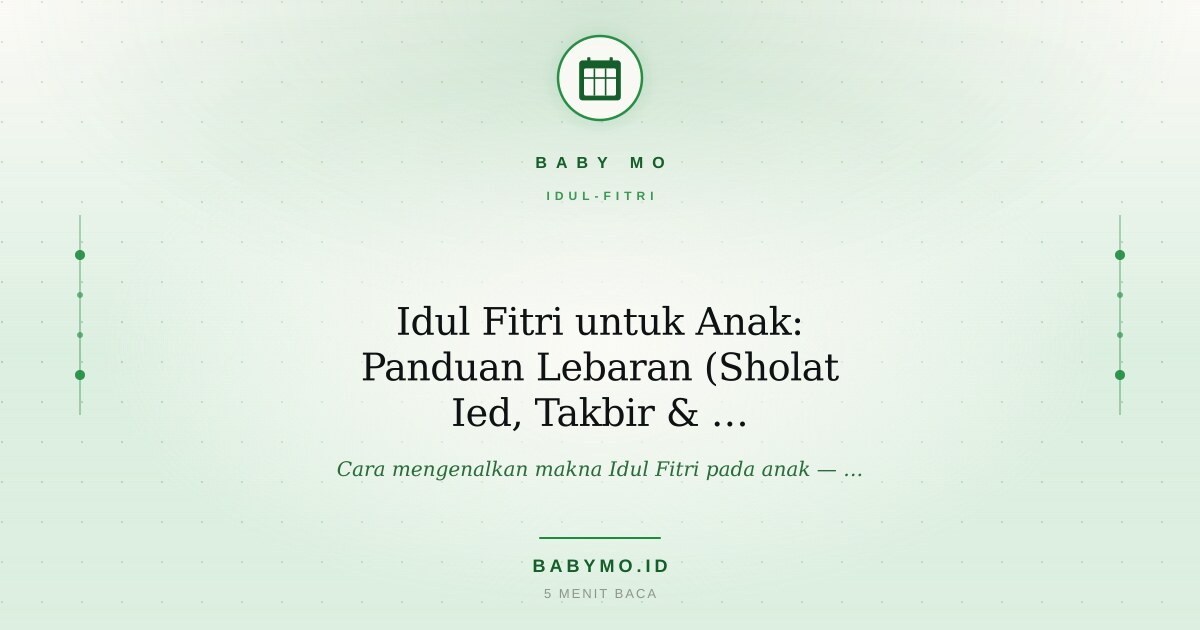 BABY MO
IDUL-FITRI
Idul Fitri untuk Anak:
Panduan Lebaran (Sholat
Ied, Takbir & ...
Cara mengenalkan makna Idul Fitri pada anak — ...
BABYMO.ID
5 MENIT BACA